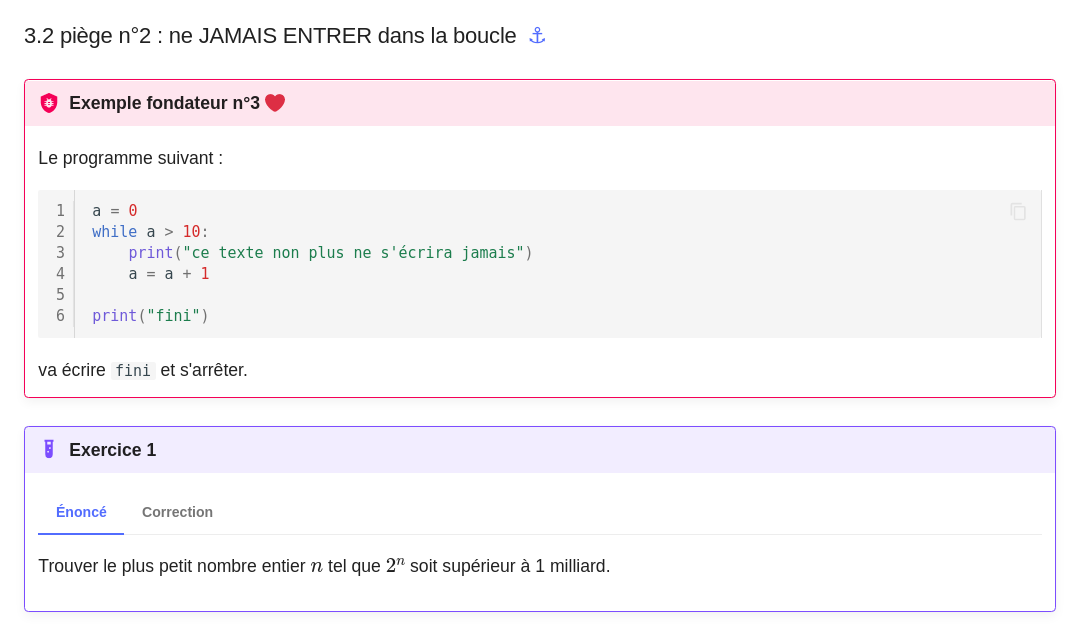 3.2 piège n°2 : ne JAMAIS ENTRER dans la boucle
Exemple fondateur n°3
Le programme suivant :
1 a = 0
2 while a > 10:
3     print("ce texte non plus ne s'écrira jamais")
4     a = a + 1
5
6 print("fini")
va écrire fini et s'arrêter.
Exercice 1
Énoncé Correction
Trouver le plus petit nombre entier n tel que 2ⁿ soit supérieur à 1 milliard.